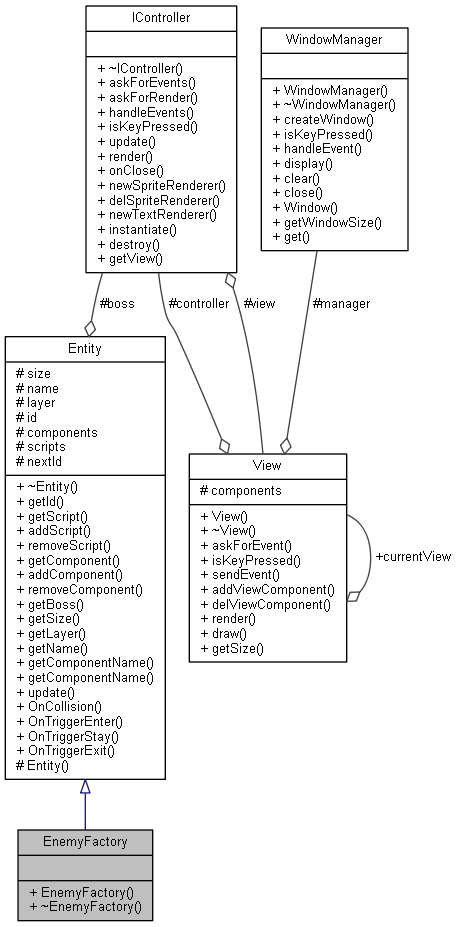 IController
+ ~IController()
+ askForEvents()
+ askForRender()
+ handleEvents()
+ isKeyPressed()
+ update()
+ render()
+ onClose()
+ newSpriteRenderer()
+ delSpriteRenderer()
+ newTextRenderer()
+ instantiate()
+ destroy()
+ getView()
WindowManager
+ WindowManager()
+ ~WindowManager()
+ createWindow()
+ isKeyPressed()
+ handleEvent()
+ display()
+ clear()
+ close()
+ Window()
+ getWindowSize()
+ get()
#boss
#controller
#view
#manager
Entity
# size
# name
# layer
# id
# components
# scripts
# nextId
+ ~Entity()
+ getId()
+ getScript()
+ addScript()
+ removeScript()
+ getComponent()
+ addComponent()
+ removeComponent()
+ getBoss()
+ getSize()
+ getLayer()
+ getName()
+ getComponentName()
+ getComponentName()
+ update()
+ OnCollision()
+ OnTriggerEnter()
+ OnTriggerStay()
+ OnTriggerExit()
# Entity()
View
# components
+ View()
+ ~View()
+ askForEvent()
+ isKeyPressed()
+ sendEvent()
+ addViewComponent()
+ delViewComponent()
+ render()
+ draw()
+ getSize()
+currentView
EnemyFactory
+ EnemyFactory()
+ ~EnemyFactory()